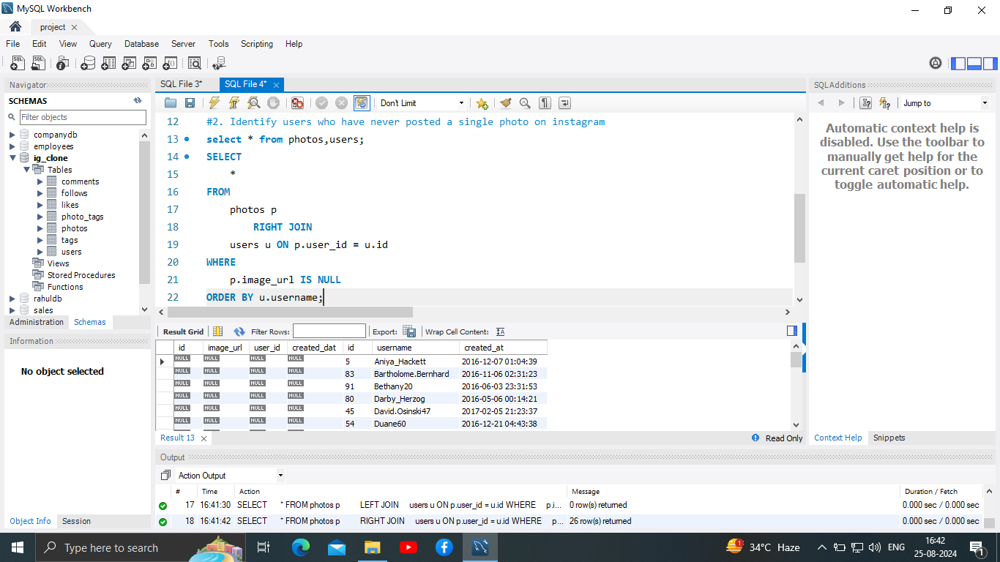 MySQL Workbench
project
File Edit View Query Database Server Tools Scripting Help
Navigator
SCHEMAS
Filter objects
companydb
employees
ig_clone
Tables
comments
follows
likes
photo_tags
photos
tags
users
Views
Stored Procedures
Functions
rahuldb
sales
Administration Schemas
Information
No object selected
Object Info Session
SQL File 3* SQL File 4*
Don't Limit
12 #2. Identify users who have never posted a single photo on instagram
13 select * from photos,users;
14 SELECT
15 *
16 FROM
17 photos p
18 RIGHT JOIN
19 users u ON p.user_id = u.id
20 WHERE
21 p.image_url IS NULL
22 ORDER BY u.username;
Result Grid Filter Rows: Export: Wrap Cell Content:
id image_url user_id created_dat id username created_at
NULL NULL NULL NULL 5 Aniya_Hackett 2016-12-07 01:04:39
NULL NULL NULL NULL 83 Bartholome.Bernhard 2016-11-06 02:31:23
NULL NULL NULL NULL 91 Bethany20 2016-06-03 23:31:53
NULL NULL NULL NULL 80 Darby_Herzog 2016-05-06 00:14:21
NULL NULL NULL NULL 45 David.Osinski47 2017-02-05 21:23:37
NULL NULL NULL NULL 54 Duane60 2016-12-21 04:43:38
Result 13 Read Only
Output
Action Output
# Time Action Message Duration / Fetch
17 16:41:30 SELECT * FROM photos p LEFT JOIN users u ON p.user_id = u.id WHERE p.i... 0 row(s) returned 0.000 sec / 0.000 sec
18 16:41:42 SELECT * FROM photos p RIGHT JOIN users u ON p.user_id = u.id WHERE p... 26 row(s) returned 0.000 sec / 0.000 sec
SQLAdditions
Jump to
Automatic context help is
disabled. Use the toolbar to
manually get help for the
current caret position or to
toggle automatic help.
Context Help Snippets
Type here to search
1
34°C Haze
ENG
16:42
25-08-2024
1